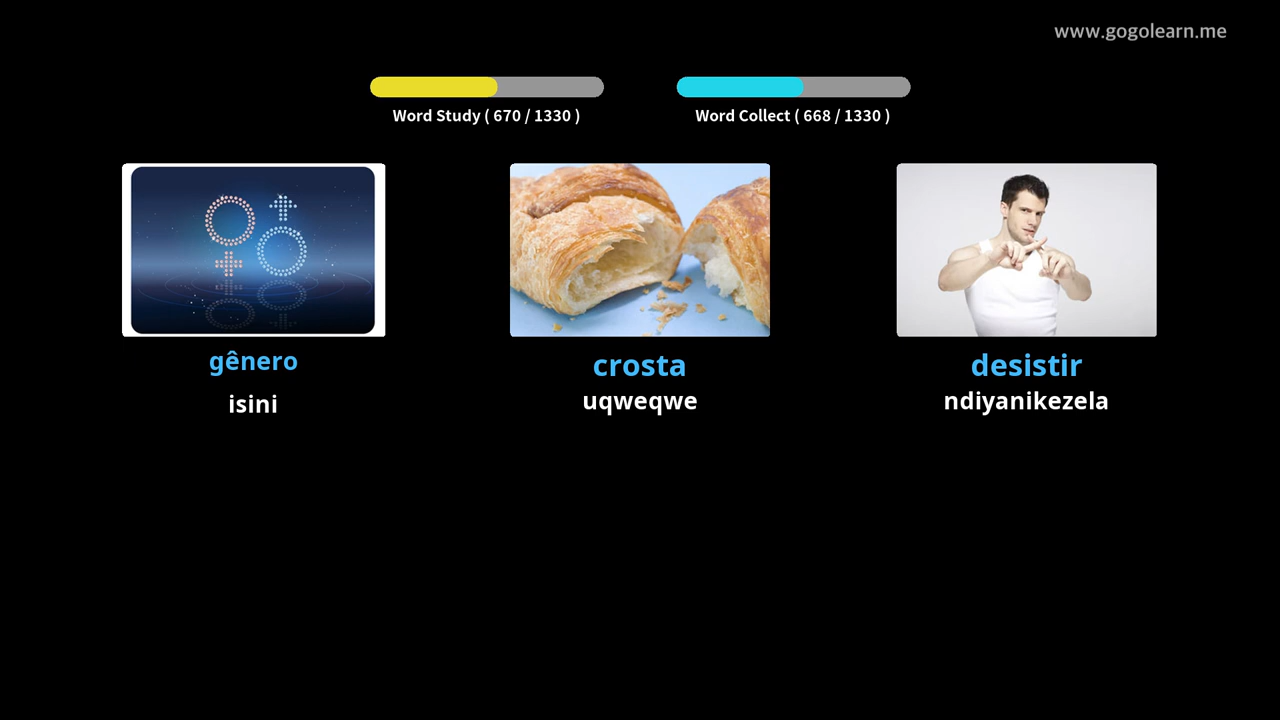 www.gogolearn.me
Word Study ( 670 / 1330 )
Word Collect ( 668 / 1330 )
gênero
isini
crosta
uqweqwe
desistir
ndiyanikezela